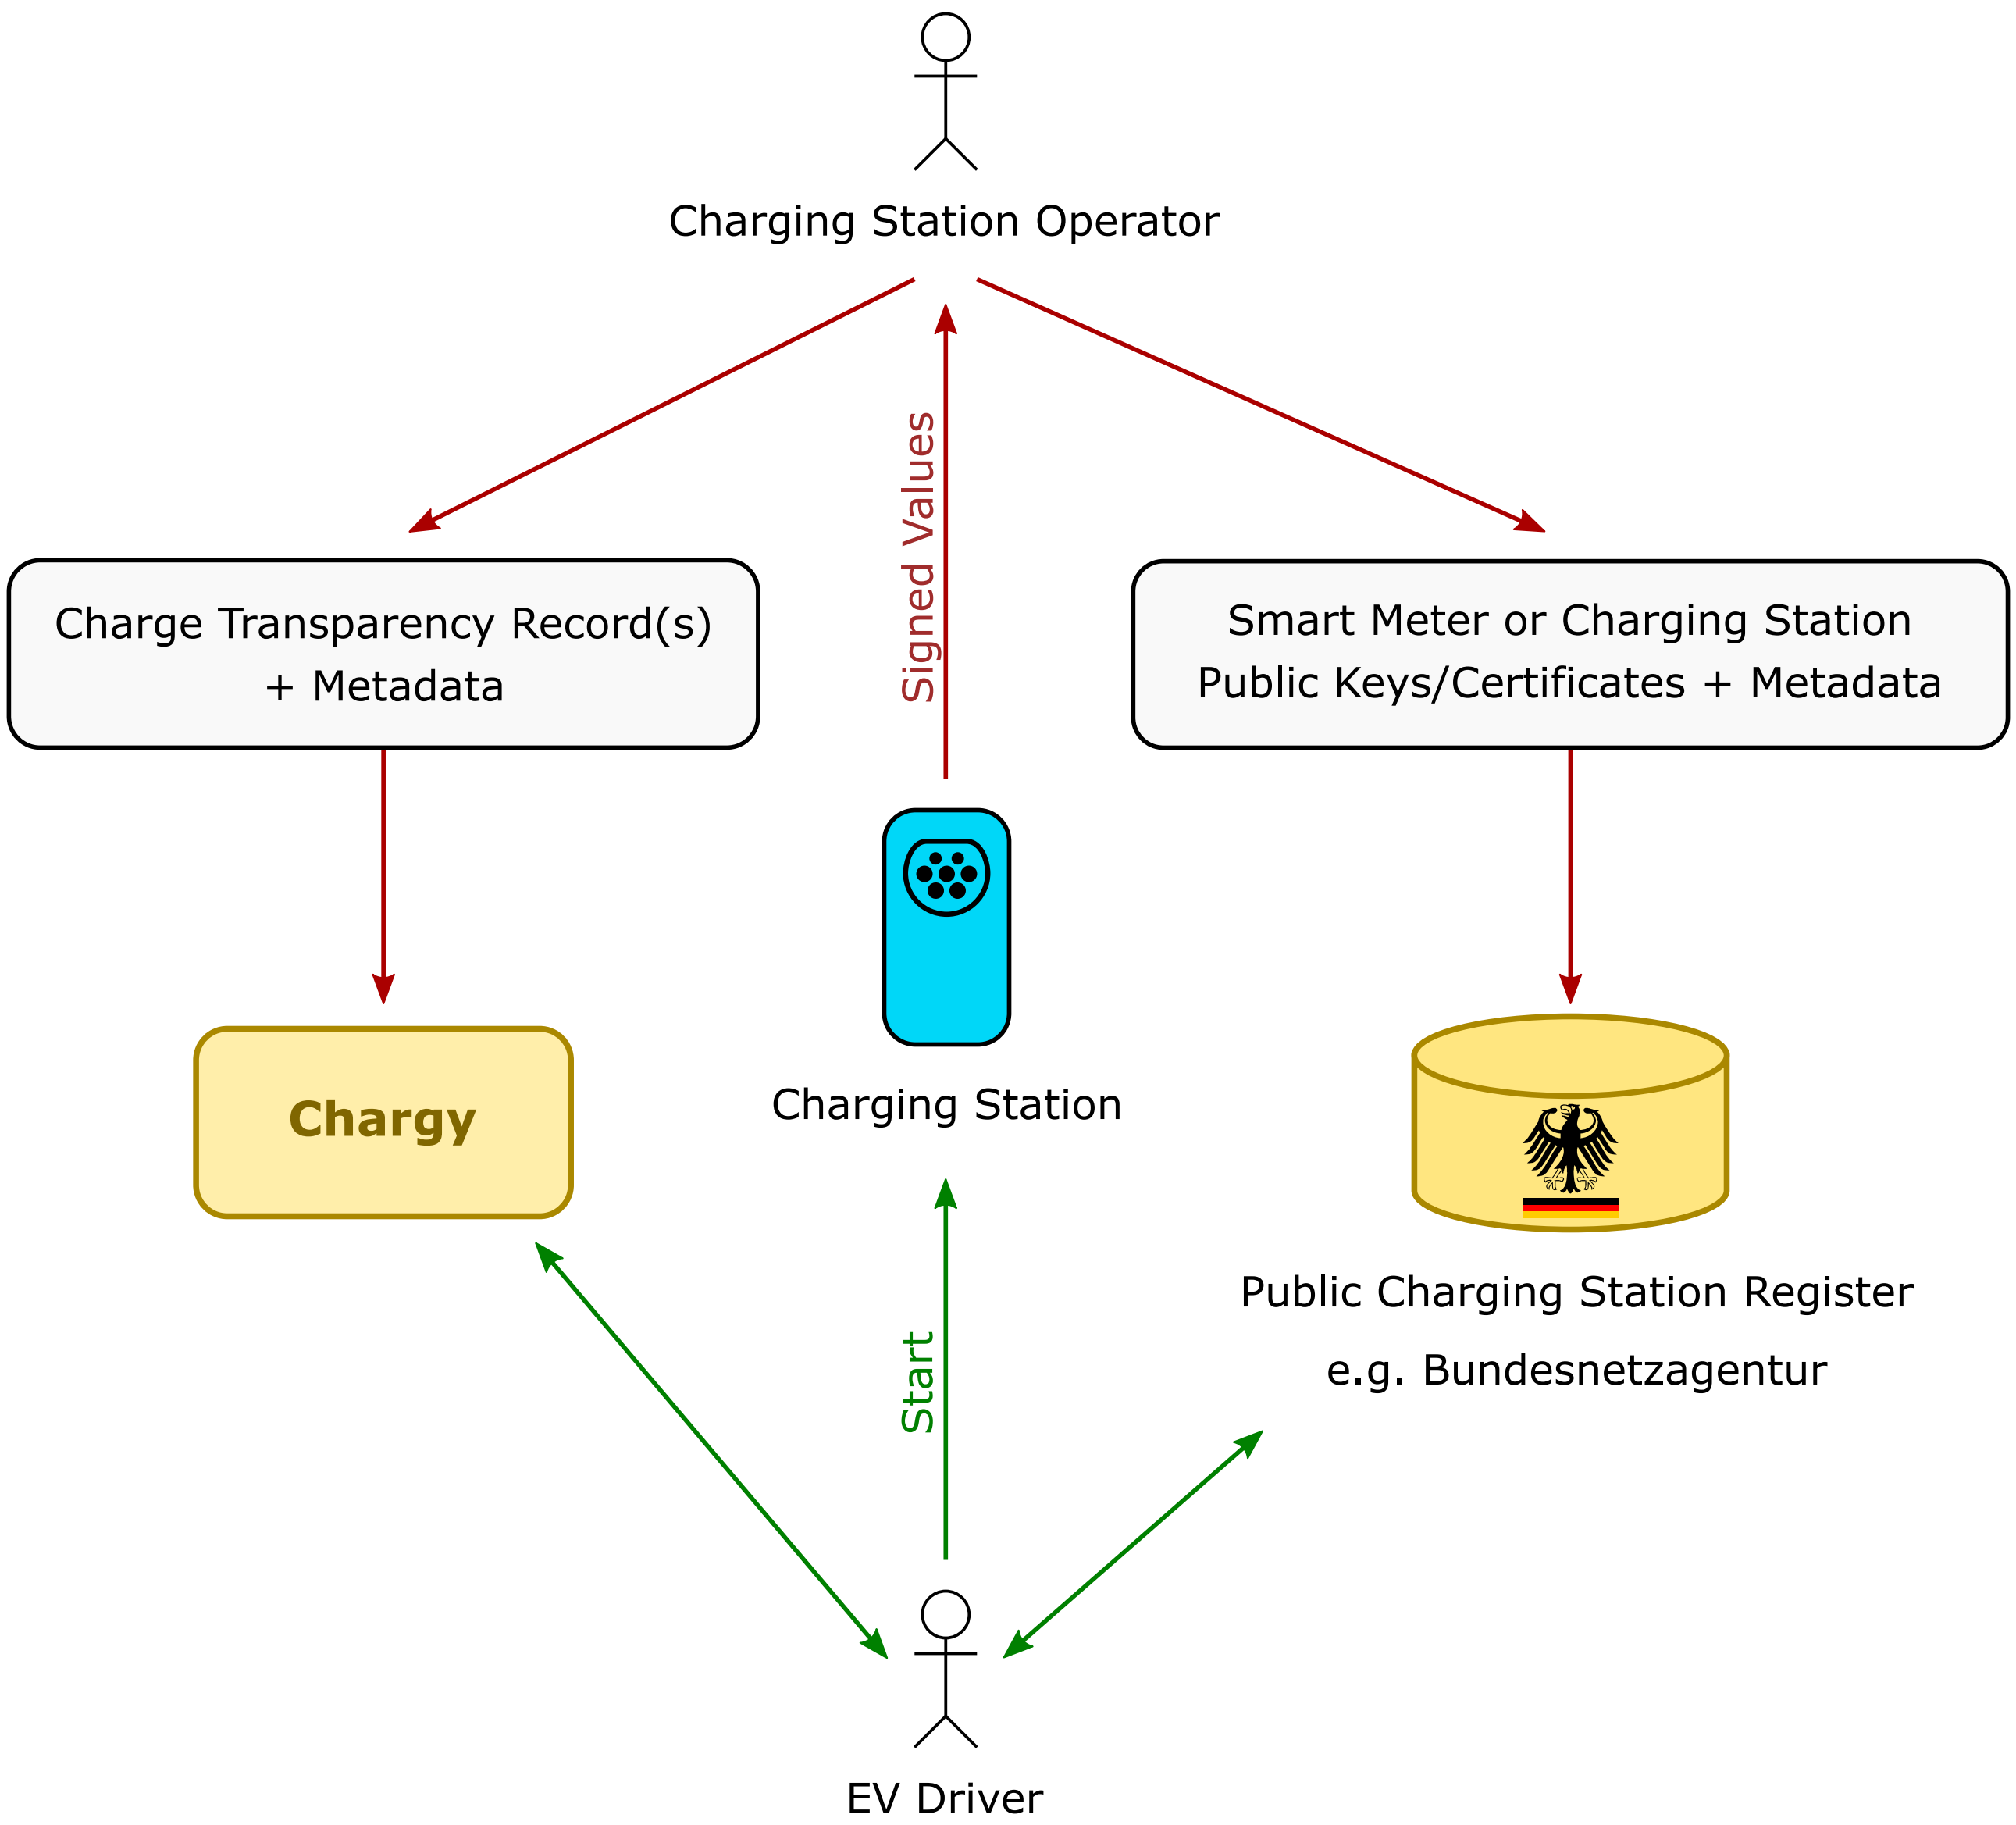 Charging Station Operator
Signed Values
Charge Transparency Record(s)
+ Metadata
Smart Meter or Charging Station
Public Keys/Certificates + Metadata
Chargy
Charging Station
Public Charging Station Register
e.g. Bundesnetzagentur
Start
EV Driver